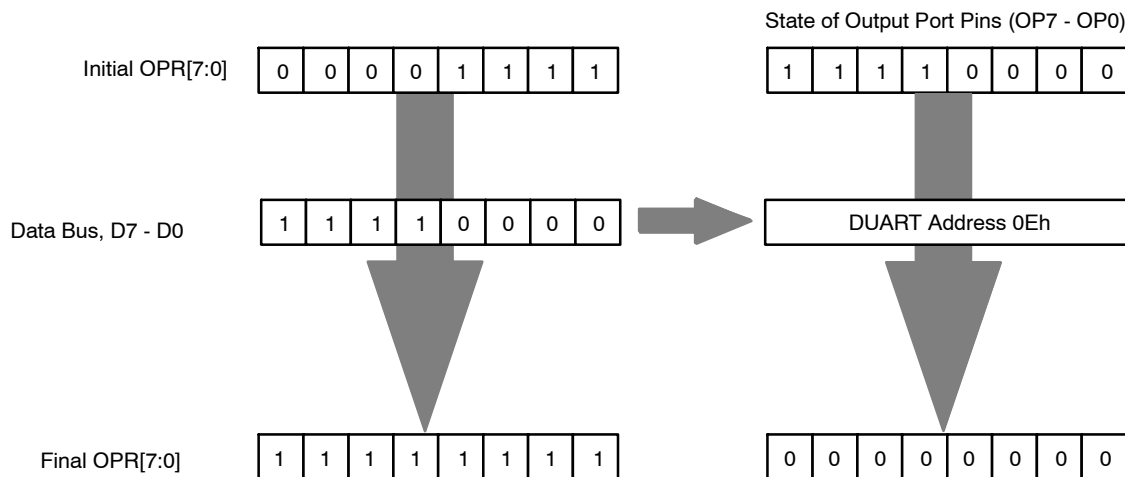 State of Output Port Pins (OP7 - OP0)
Initial OPR[7:0] 0 0 0 0 1 1 1 1 1 1 1 1 0 0 0 0
Data Bus, D7 - D0 1 1 1 1 0 0 0 0 DUART Address 0Eh
Final OPR[7:0] 1 1 1 1 1 1 1 1 0 0 0 0 0 0 0 0